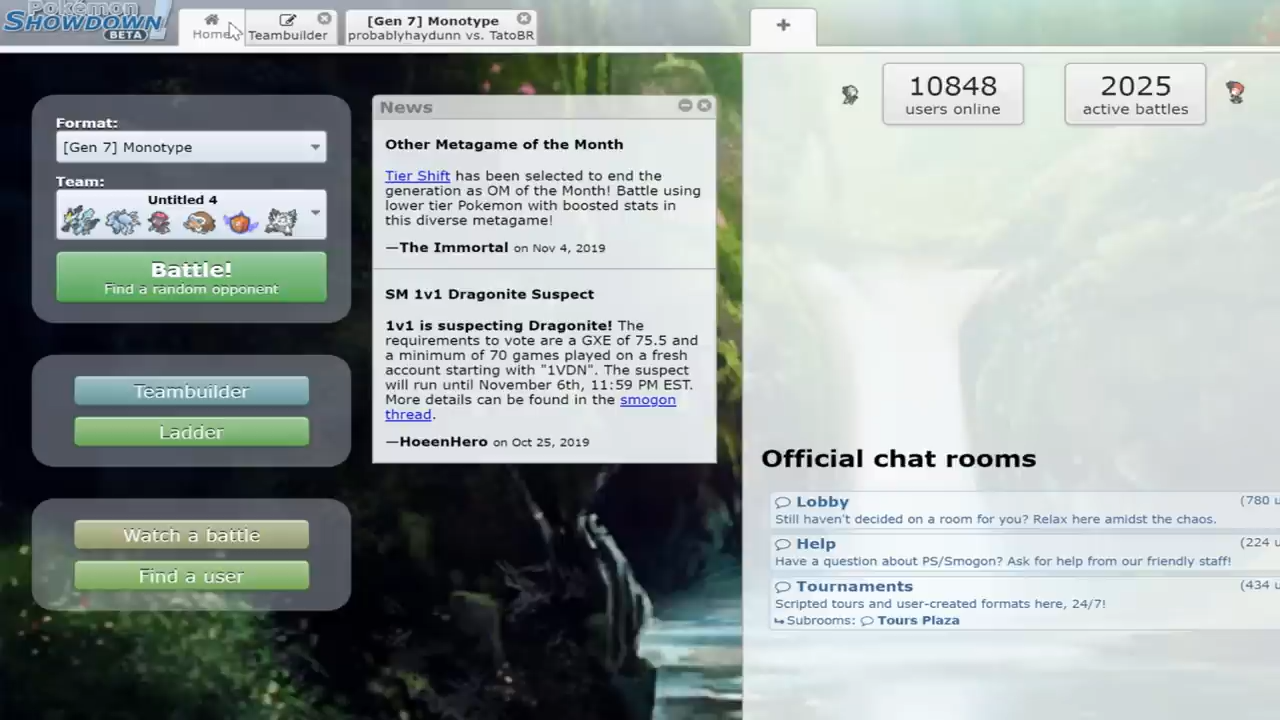 Pokémon
SHOWDOWN!
BETA
Home
Teambuilder
[Gen 7] Monotype
probablyhaydunn vs. TatoBR
+
Format:
[Gen 7] Monotype
Team:
Untitled 4
Battle!
Find a random opponent
Teambuilder
Ladder
Watch a battle
Find a user
News
Other Metagame of the Month
Tier Shift has been selected to end the
generation as OM of the Month! Battle using
lower tier Pokemon with boosted stats in
this diverse metagame!
—The Immortal on Nov 4, 2019
SM 1v1 Dragonite Suspect
1v1 is suspecting Dragonite! The
requirements to vote are a GXE of 75.5 and
a minimum of 70 games played on a fresh
account starting with "1VDN". The suspect
will run until November 6th, 11:59 PM EST.
More details can be found in the smogon
thread.
—HoeenHero on Oct 25, 2019
10848
users online
2025
active battles
Official chat rooms
Lobby (780 u
Still haven't decided on a room for you? Relax here amidst the chaos.
Help (224 u
Have a question about PS/Smogon? Ask for help from our friendly staff!
Tournaments (434 u
Scripted tours and user-created formats here, 24/7!
Subrooms: Tours Plaza